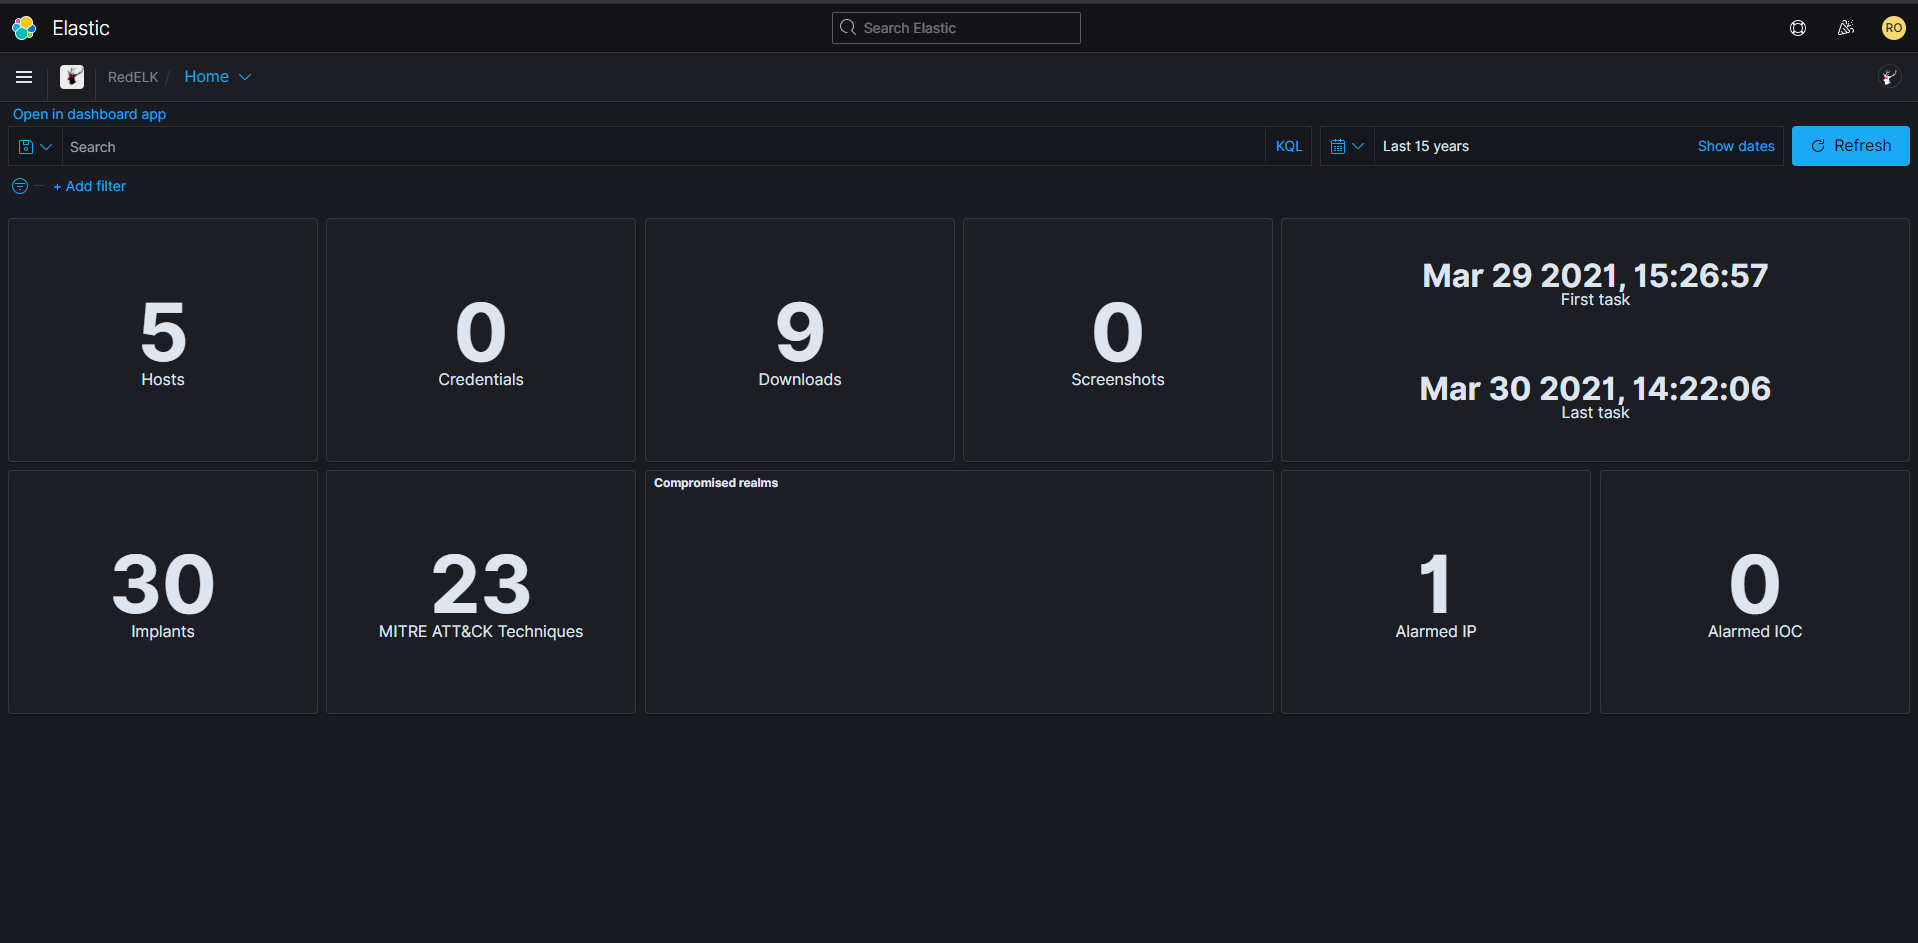 Elastic
Search Elastic
RO
RedELK / Home
Open in dashboard app
Search
KQL
Last 15 years
Show dates
Refresh
+ Add filter
5
Hosts
0
Credentials
9
Downloads
0
Screenshots
Mar 29 2021, 15:26:57
First task
Mar 30 2021, 14:22:06
Last task
30
Implants
23
MITRE ATT&CK Techniques
Compromised realms
1
Alarmed IP
0
Alarmed IOC